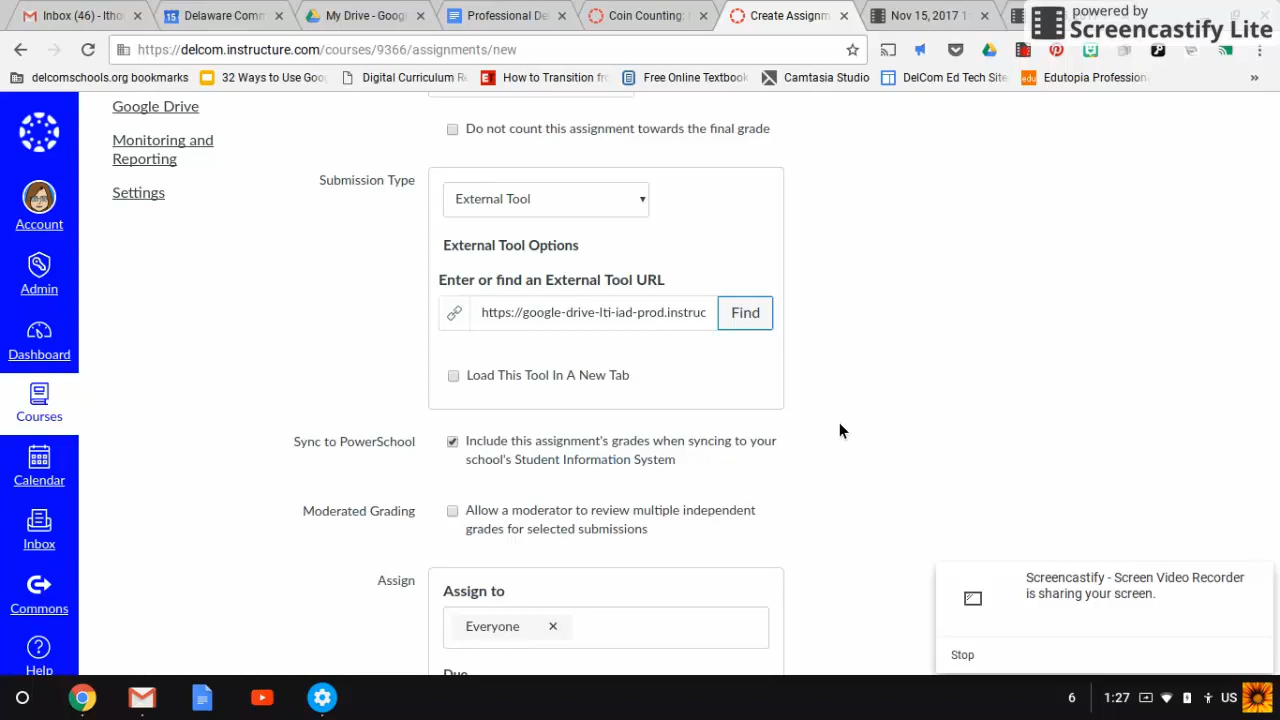 Inbox (46) - lthor
Delaware Comm
My Drive - Goog
Professional De
Coin Counting:
Create Assignm
Nov 15, 2017 1
powered by
Screencastify Lite
https://delcom.instructure.com/courses/9366/assignments/new
delcomschools.org bookmarks
32 Ways to Use Goo
Digital Curriculum R
ET How to Transition fr
Free Online Textbook
Camtasia Studio
DelCom Ed Tech Site
edu Edutopia Profession
»
Google Drive
Monitoring and
Reporting
Settings
Account
Admin
Dashboard
Courses
Calendar
Inbox
Commons
Help
Do not count this assignment towards the final grade
Submission Type
External Tool
External Tool Options
Enter or find an External Tool URL
https://google-drive-lti-iad-prod.instruc
Find
Load This Tool In A New Tab
Sync to PowerSchool
Include this assignment's grades when syncing to your
school's Student Information System
Moderated Grading
Allow a moderator to review multiple independent
grades for selected submissions
Assign
Assign to
Everyone
Due
Screencastify - Screen Video Recorder
is sharing your screen.
Stop
6
1:27
US